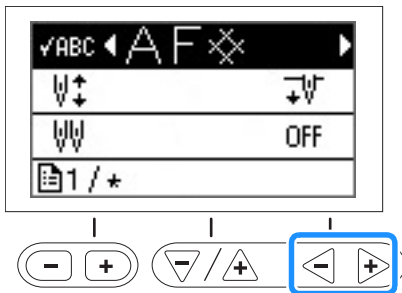 ✓ABC A F
OFF
1 / *
- +
/ +
- +